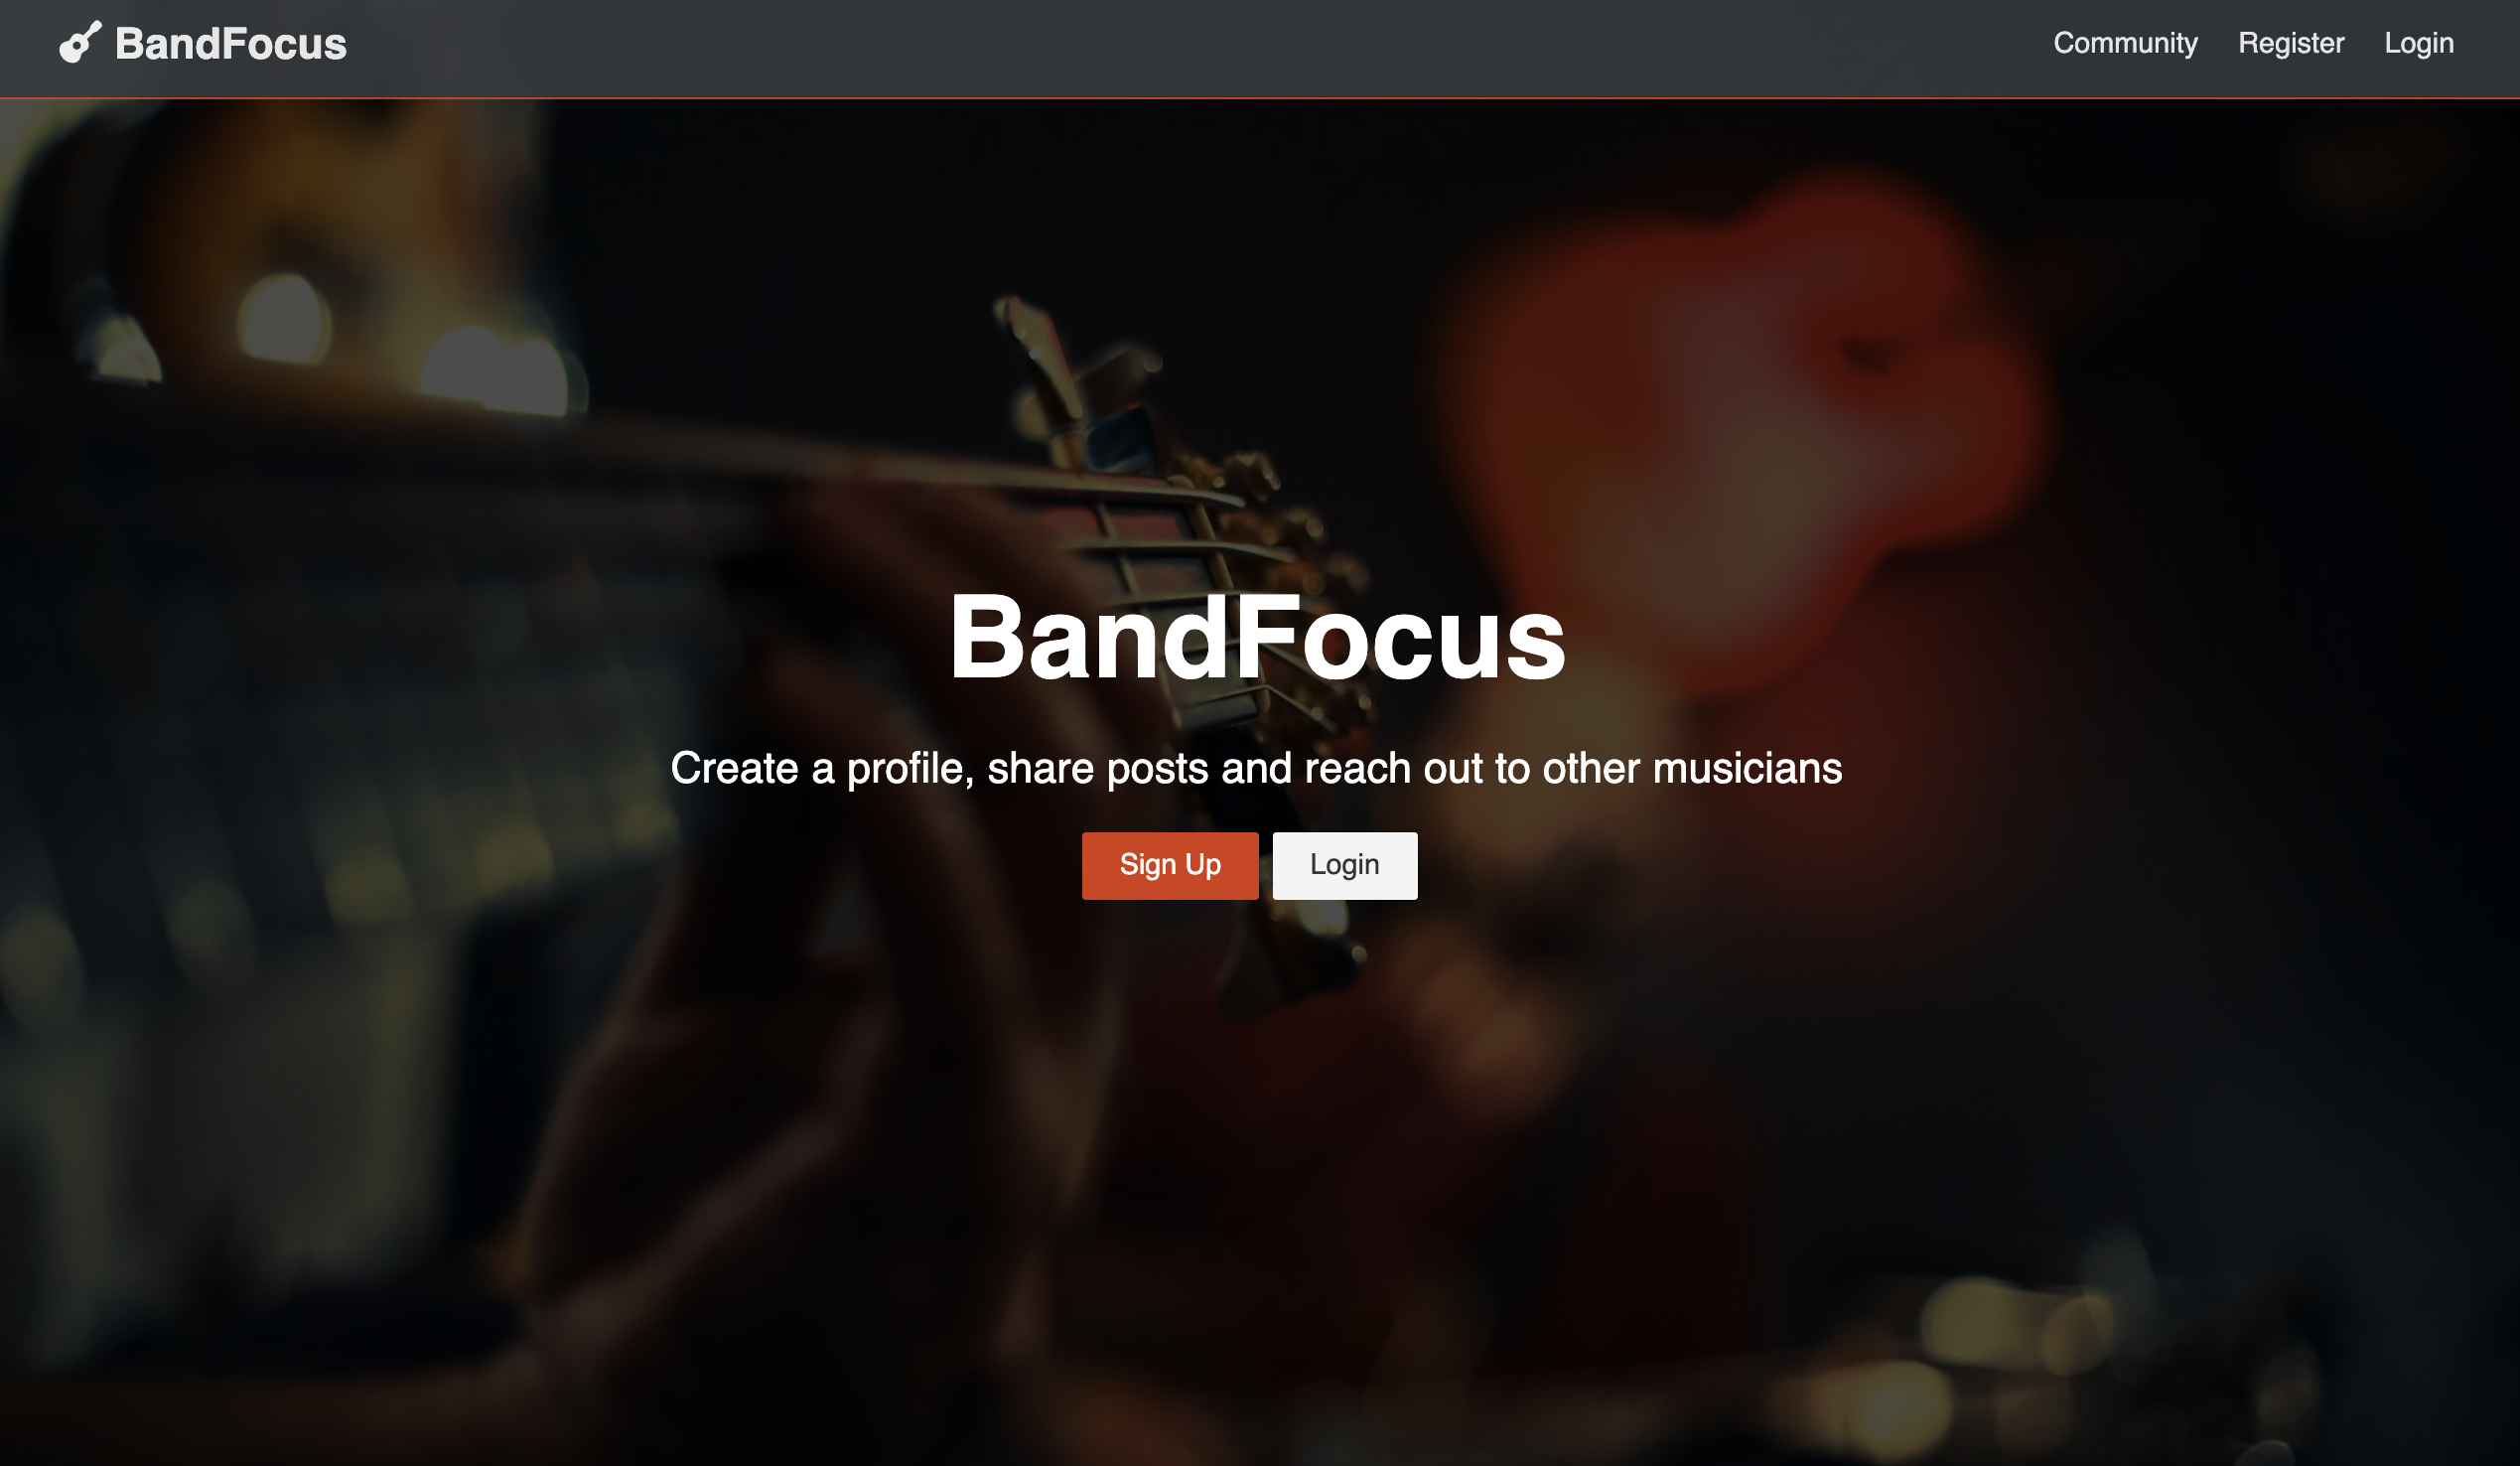 BandFocus
Community Register Login
BandFocus
Create a profile, share posts and reach out to other musicians
Sign Up Login